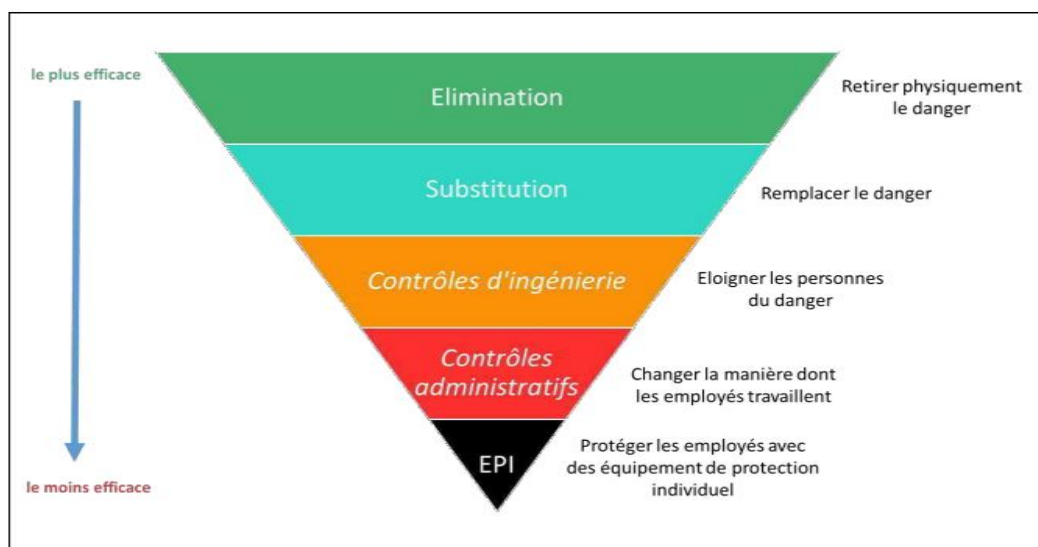 le plus efficace
Elimination
Retirer physiquement
le danger
Substitution
Remplacer le danger
Contrôles d'ingénierie
Eloigner les personnes
du danger
Contrôles
administratifs
Changer la manière dont
les employés travaillent
EPI
Protéger les employés avec
des équipement de protection
individuel
le moins efficace